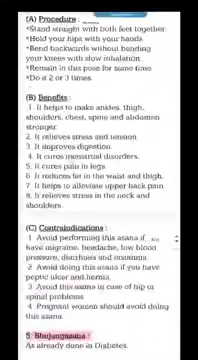 (A) Procedure :
*Stand straight with both feet together
*Hold your hips with your hands
*Bend backwards without bending
your knees with slow inhalation
*Remain in this pose for some time
*Do it 2 or 3 times
(B) Benefits :
1. It helps to make ankles, thigh,
shoulders, chest, spine and abdomen
stronger
2. It relieves stress and tension
3. It improves digestion
4. It cures menstrual disorders.
5. It cures pain in legs
6. It reduces fat in the waist and thigh
7. It helps to alleviate upper back pain
8. It relieves stress in the neck and
shoulders.
(C) Contraindications :
1. Avoid performing this asana if you
have migraine, headache, low blood
pressure, diarrhoea and insomnia
2. Avoid doing this asana if you have
peptic ulcer and hernia
3. Avoid this asana in case of hip or
spinal problems
4. Pregnant women should avoid doing
this asana
5. Bhujangasana :
As already done in Diabetes.